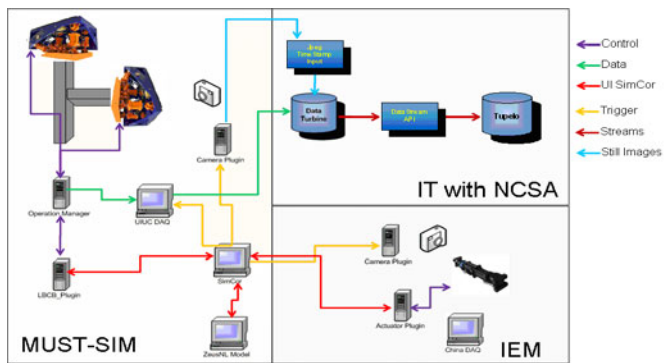 Jpeg
Time Stamp
Input
Data
Turbine
Data Stream
API
Tupelo
IT with NCSA
Camera Plugin
Operation Manager
UIUC DAQ
SimCor
LBCB_Plugin
ZeusNL Model
MUST-SIM
Camera Plugin
Actuator Plugin
China DAQ
IEM
Control
Data
UI SimCor
Trigger
Streams
Still Images